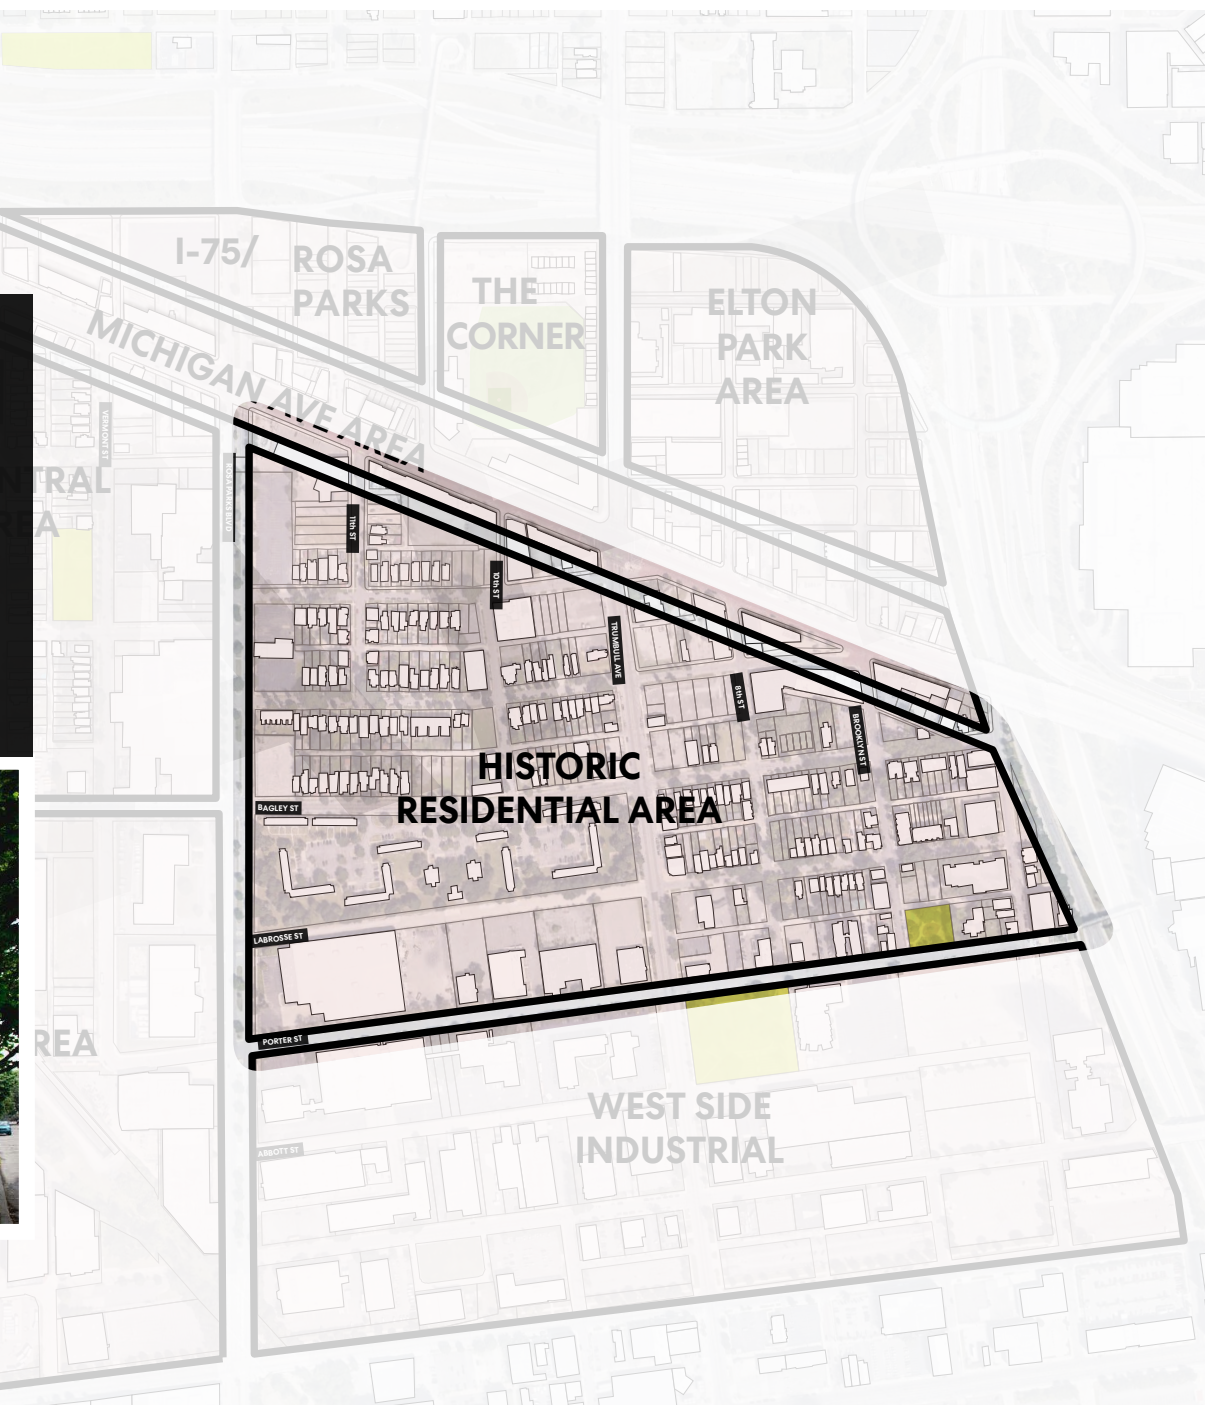 I-75/
ROSA
PARKS
THE
CORNER
ELTON
PARK
AREA
MICHIGAN AVE AREA
VERMONT ST
NTRAL
REA
11th ST
10th ST
TRUMBULL AVE
8th ST
BROOKLYN ST
HISTORIC
RESIDENTIAL AREA
BAGLEY ST
LABROSSE ST
PORTER ST
REA
WEST SIDE
INDUSTRIAL
ABBOTT ST